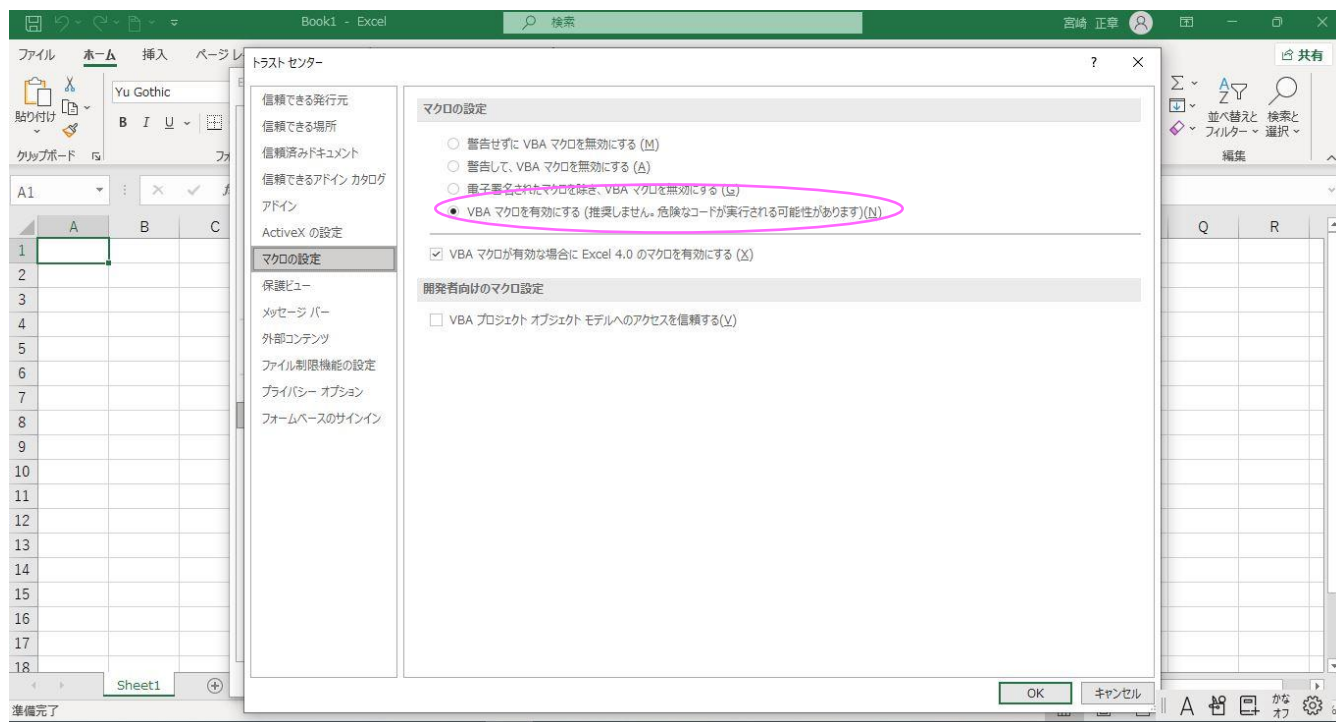 Book1 - Excel
検索
宮崎 正章
ファイル
ホーム
挿入
ページ レ
共有
貼り付け
クリップボード
Yu Gothic
B I U
フォ
並べ替えと
フィルター
検索と
選択
編集
A1
A B C Q R
1
2
3
4
5
6
7
8
9
10
11
12
13
14
15
16
17
18
トラスト センター
?
信頼できる発行元
信頼できる場所
信頼済みドキュメント
信頼できるアドイン カタログ
アドイン
ActiveX の設定
マクロの設定
保護ビュー
メッセージ バー
外部コンテンツ
ファイル制限機能の設定
プライバシー オプション
フォームベースのサインイン
マクロの設定
警告せずに VBA マクロを無効にする (M)
警告して、VBA マクロを無効にする (A)
電子署名されたマクロを除き、VBA マクロを無効にする (G)
VBA マクロを有効にする (推奨しません。危険なコードが実行される可能性があります)(N)
VBA マクロが有効な場合に Excel 4.0 のマクロを有効にする (X)
開発者向けのマクロ設定
VBA プロジェクト オブジェクト モデルへのアクセスを信頼する(V)
OK
キャンセル
Sheet1
準備完了
A
かな
オフ